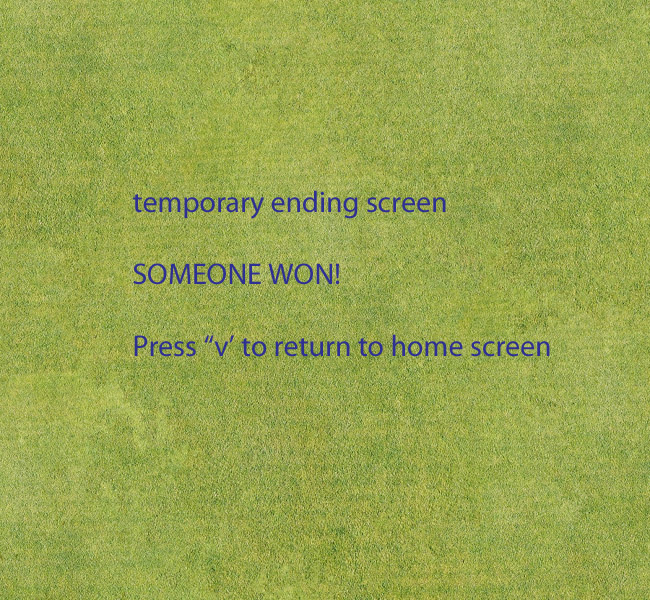 temporary ending screen
SOMEONE WON!
Press “v’ to return to home screen